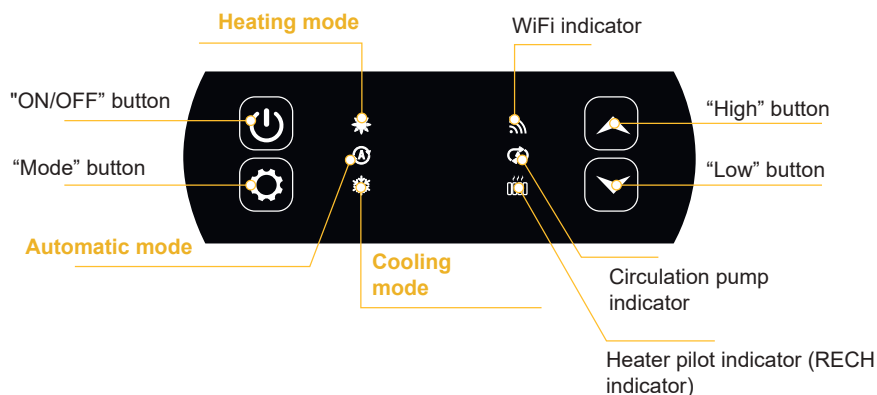 Heating mode
WiFi indicator
"ON/OFF” button
“High” button
“Mode” button
“Low” button
A
Automatic mode
Cooling
mode
Circulation pump
indicator
Heater pilot indicator (RECH
indicator)